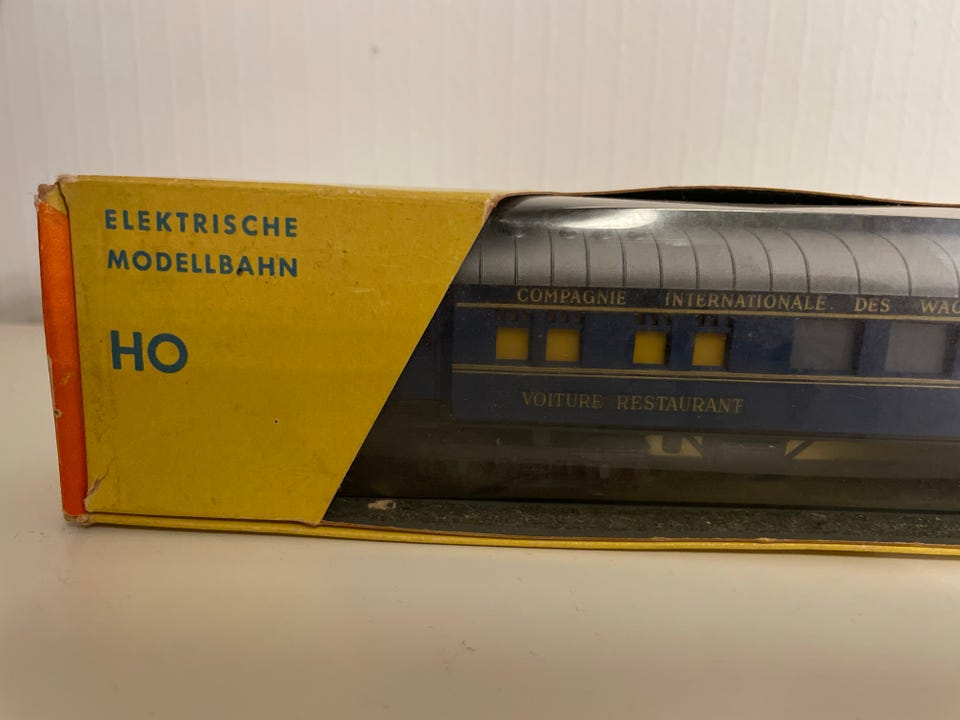 ELEKTRISCHE
MODELLBAHN
HO
COMPAGNIE INTERNATIONALE DES WAG
VOITURE RESTAURANT